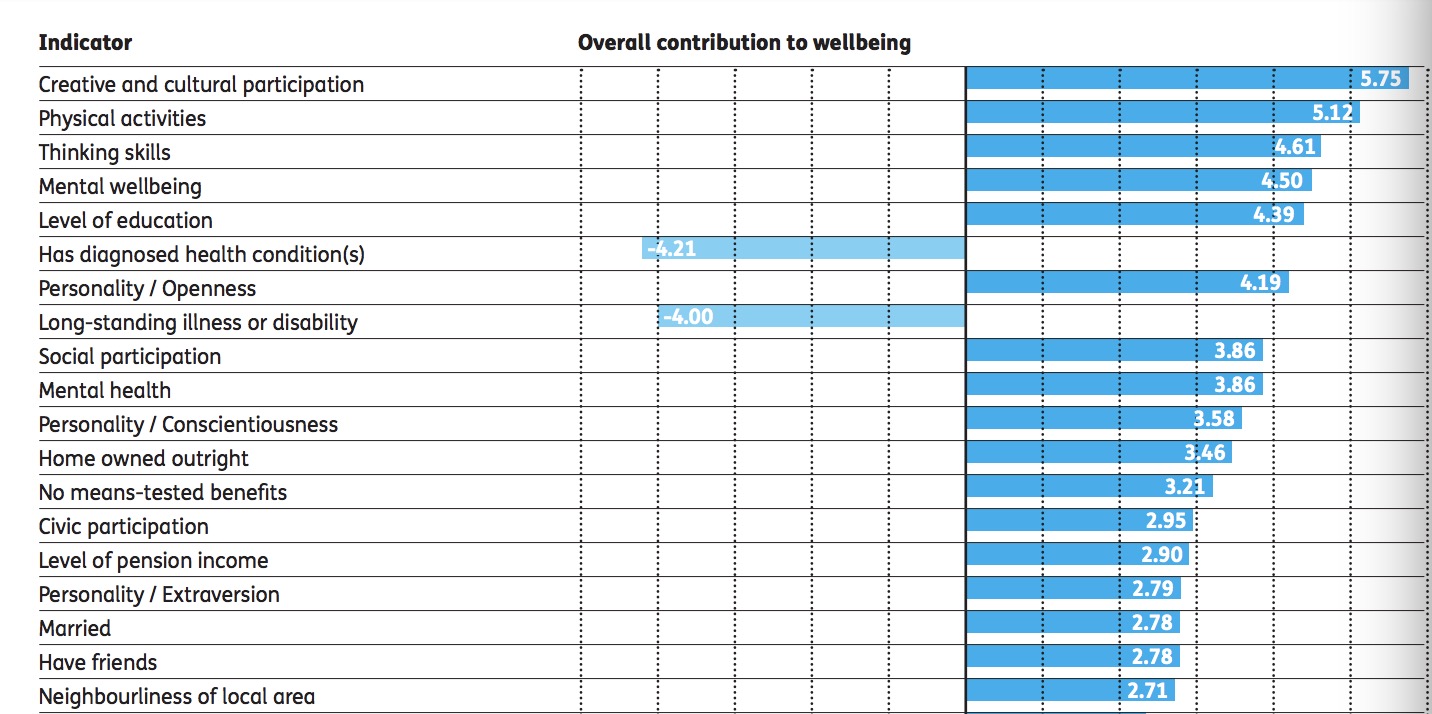 Indicator Overall contribution to wellbeing
Creative and cultural participation 5.75
Physical activities 5.12
Thinking skills 4.61
Mental wellbeing 4.50
Level of education 4.39
Has diagnosed health condition(s) -4.21
Personality / Openness 4.19
Long-standing illness or disability -4.00
Social participation 3.86
Mental health 3.86
Personality / Conscientiousness 3.58
Home owned outright 3.46
No means-tested benefits 3.21
Civic participation 2.95
Level of pension income 2.90
Personality / Extraversion 2.79
Married 2.78
Have friends 2.78
Neighbourliness of local area 2.71